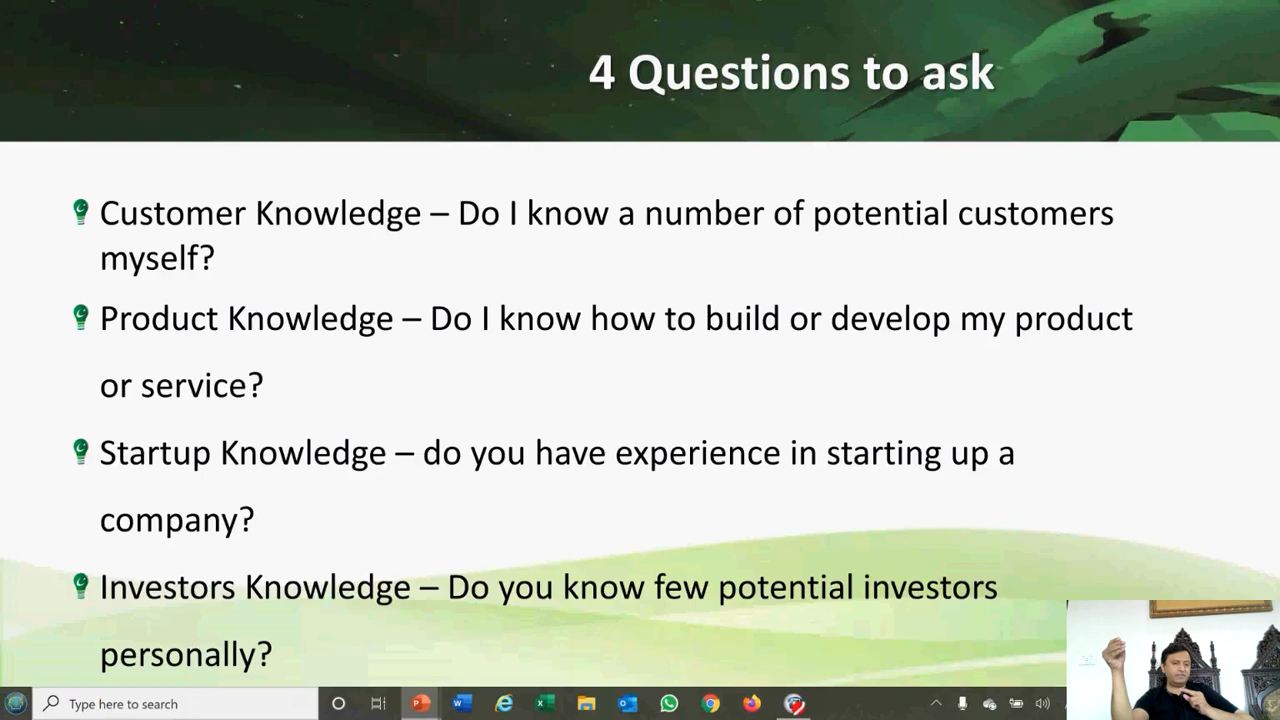 4 Questions to ask
Customer Knowledge – Do I know a number of potential customers
myself?
Product Knowledge – Do I know how to build or develop my product
or service?
Startup Knowledge – do you have experience in starting up a
company?
Investors Knowledge – Do you know few potential investors
personally?
Type here to search